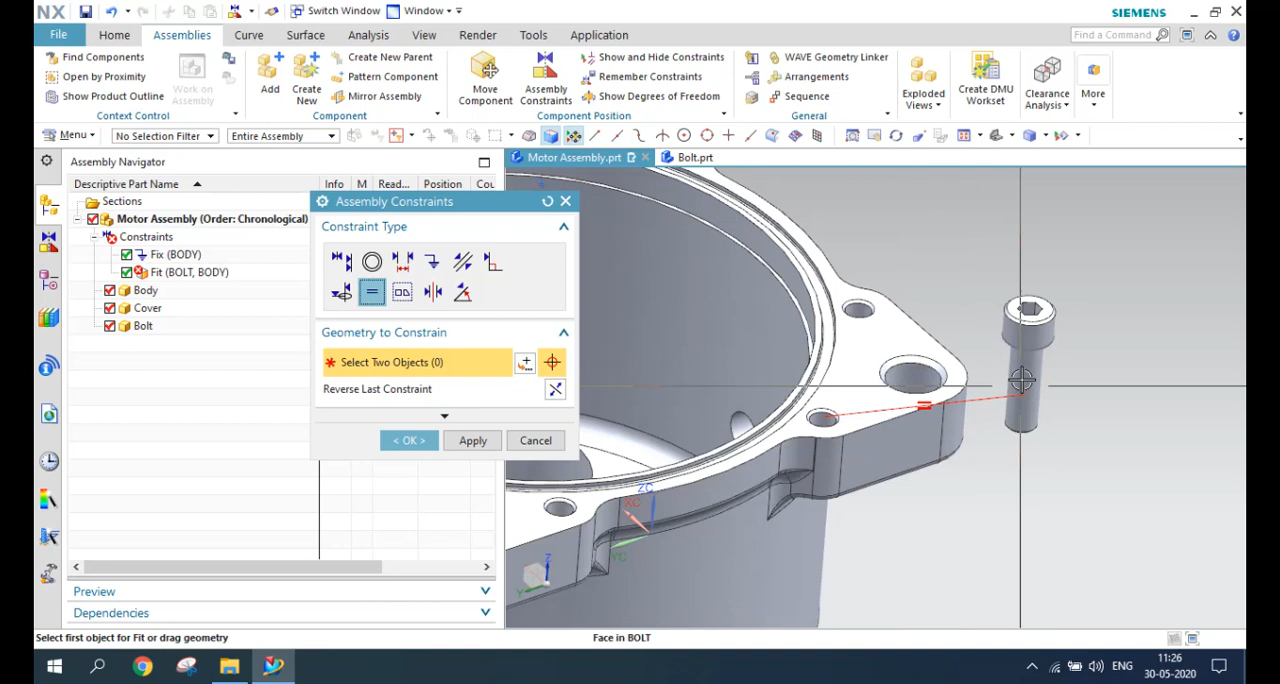 NX
Switch Window
Window
SIEMENS
File
Home
Assemblies
Curve
Surface
Analysis
View
Render
Tools
Application
Find a Command
Find Components
Open by Proximity
Show Product Outline
Work on
Assembly
Context Control
Add
Create
New
Create New Parent
Pattern Component
Mirror Assembly
Component
Move
Component
Assembly
Constraints
Show and Hide Constraints
Remember Constraints
Show Degrees of Freedom
Component Position
WAVE Geometry Linker
Arrangements
Sequence
General
Exploded
Views
Create DMU
Workset
Clearance
Analysis
More
Menu
No Selection Filter
Entire Assembly
Assembly Navigator
Motor Assembly.prt
Bolt.prt
Descriptive Part Name
Info
M
Read...
Position
Cou
Sections
Motor Assembly (Order: Chronological)
Constraints
Fix (BODY)
Fit (BOLT, BODY)
Body
Cover
Bolt
Assembly Constraints
Constraint Type
Geometry to Constrain
* Select Two Objects (0)
Reverse Last Constraint
< OK >
Apply
Cancel
ZC
XC
YC
Z
Y
Preview
Dependencies
Select first object for Fit or drag geometry
Face in BOLT
ENG
11:26
30-05-2020